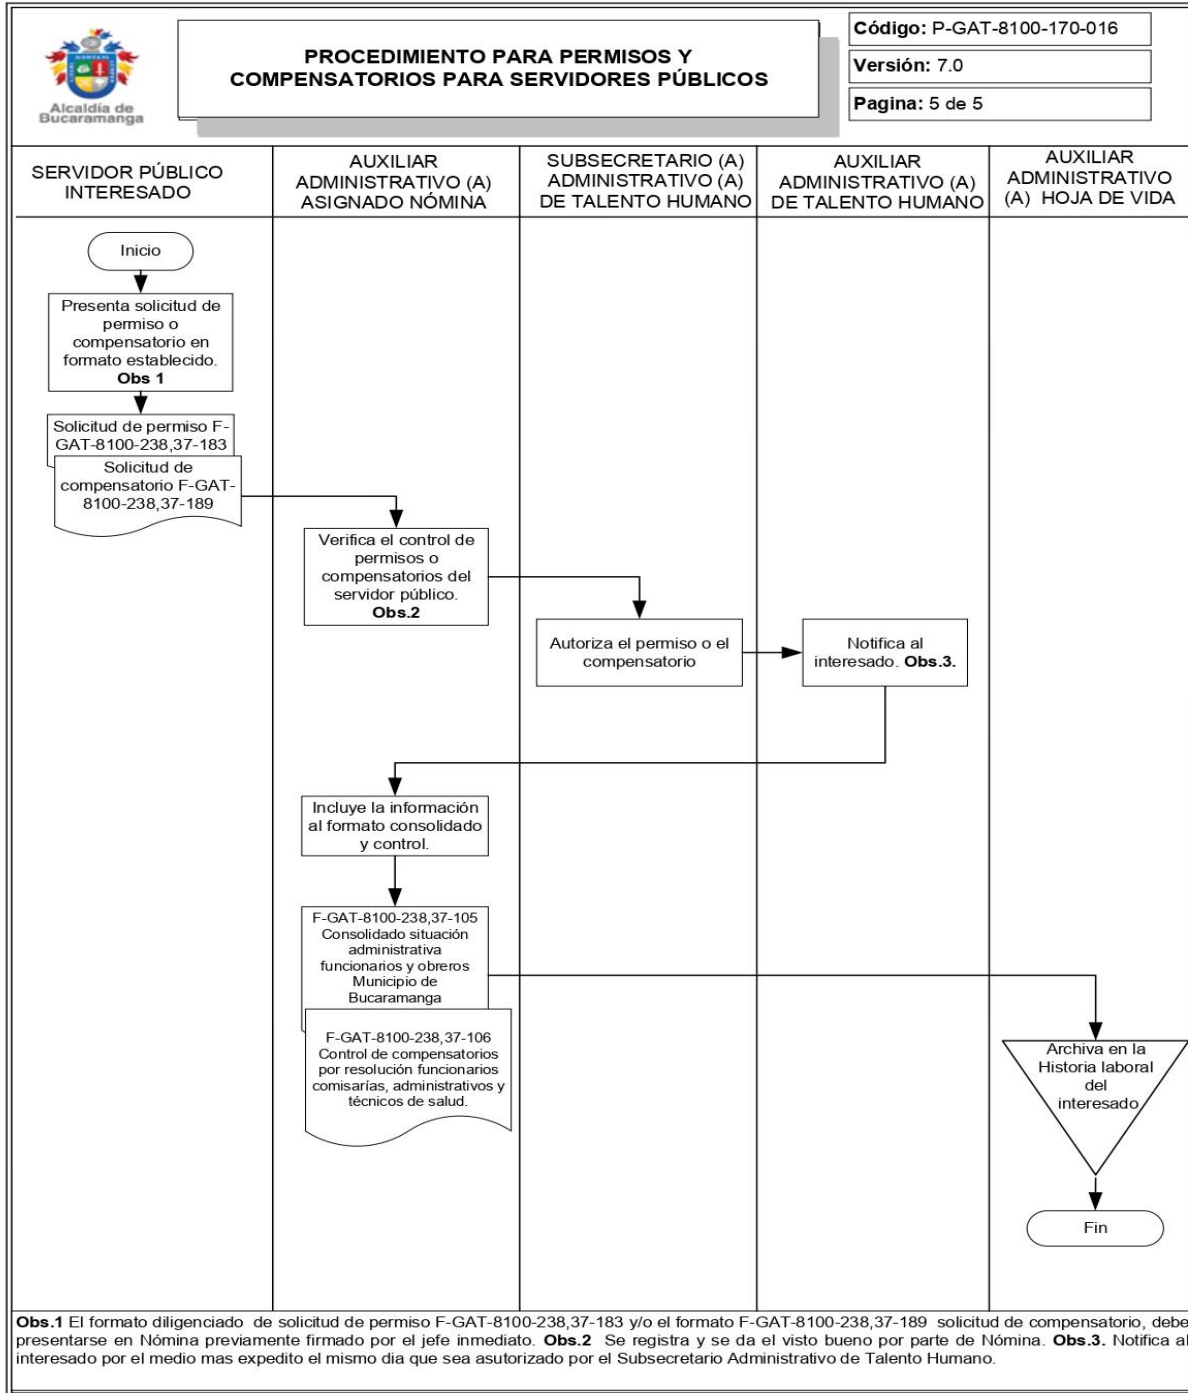 Alcaldía de
Bucaramanga
PROCEDIMIENTO PARA PERMISOS Y
COMPENSATORIOS PARA SERVIDORES PÚBLICOS
Código: P-GAT-8100-170-016
Versión: 7.0
Pagina: 5 de 5
SERVIDOR PÚBLICO
INTERESADO
AUXILIAR
ADMINISTRATIVO (A)
ASIGNADO NÓMINA
SUBSECRETARIO (A)
ADMINISTRATIVO (A)
DE TALENTO HUMANO
AUXILIAR
ADMINISTRATIVO (A)
DE TALENTO HUMANO
AUXILIAR
ADMINISTRATIVO
(A) HOJA DE VIDA
Inicio
Presenta solicitud de
permiso o
compensatorio en
formato establecido.
Obs 1
Solicitud de permiso F-
GAT-8100-238,37-183
Solicitud de
compensatorio F-GAT-
8100-238,37-189
Verifica el control de
permisos o
compensatorios del
servidor público.
Obs.2
Autoriza el permiso o el
compensatorio
Notifica al
interesado. Obs.3.
Incluye la información
al formato consolidado
y control.
F-GAT-8100-238,37-105
Consolidado situación
administrativa
funcionarios y obreros
Municipio de
Bucaramanga
F-GAT-8100-238,37-106
Control de compensatorios
por resolución funcionarios
comisarías, administrativos y
técnicos de salud.
Archiva en la
Historia laboral
del
interesado
Fin
Obs.1 El formato diligenciado de solicitud de permiso F-GAT-8100-238,37-183 y/o el formato F-GAT-8100-238,37-189 solicitud de compensatorio, debe
presentarse en Nómina previamente firmado por el jefe inmediato. Obs.2 Se registra y se da el visto bueno por parte de Nómina. Obs.3. Notifica al
interesado por el medio mas expedito el mismo dia que sea asutorizado por el Subsecretario Administrativo de Talento Humano.